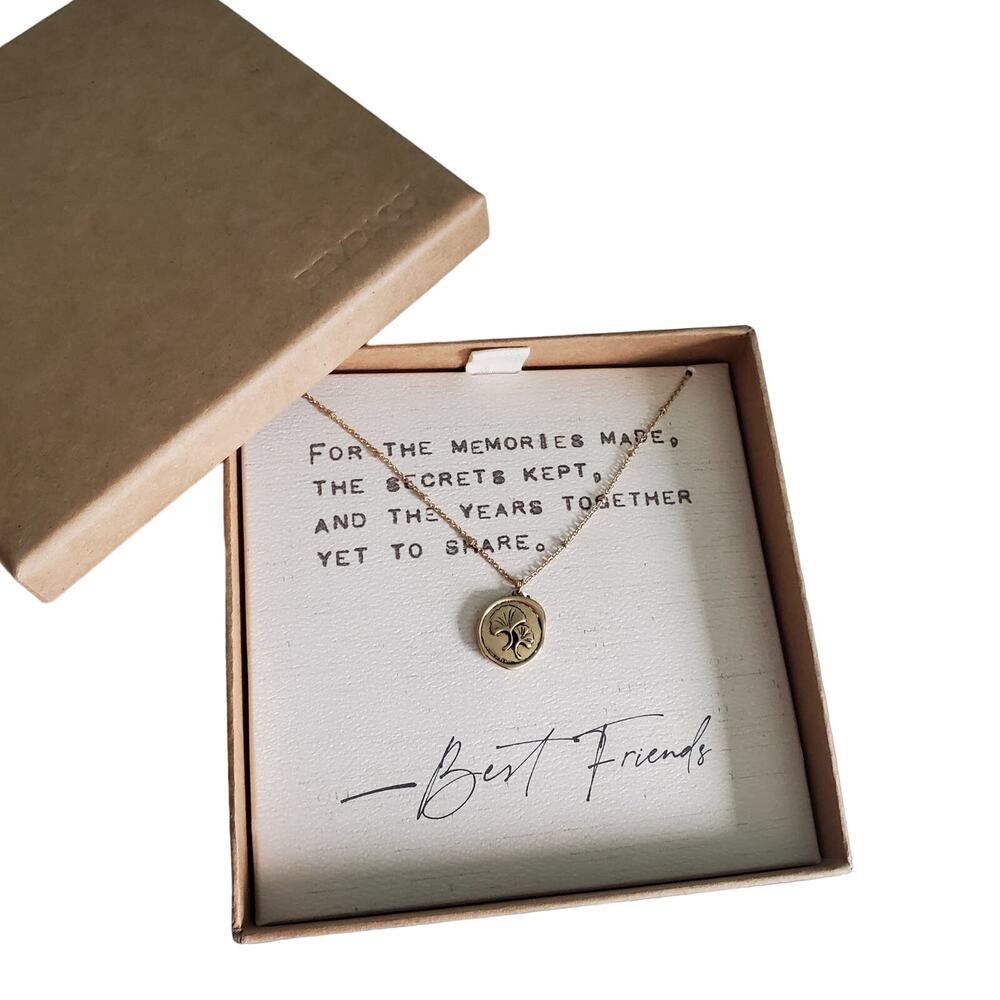 FOR THE MEMORIES MADE,
THE SECRETS KEPT,
AND THE YEARS TOGETHER
YET TO SHARE.
—Best Friends